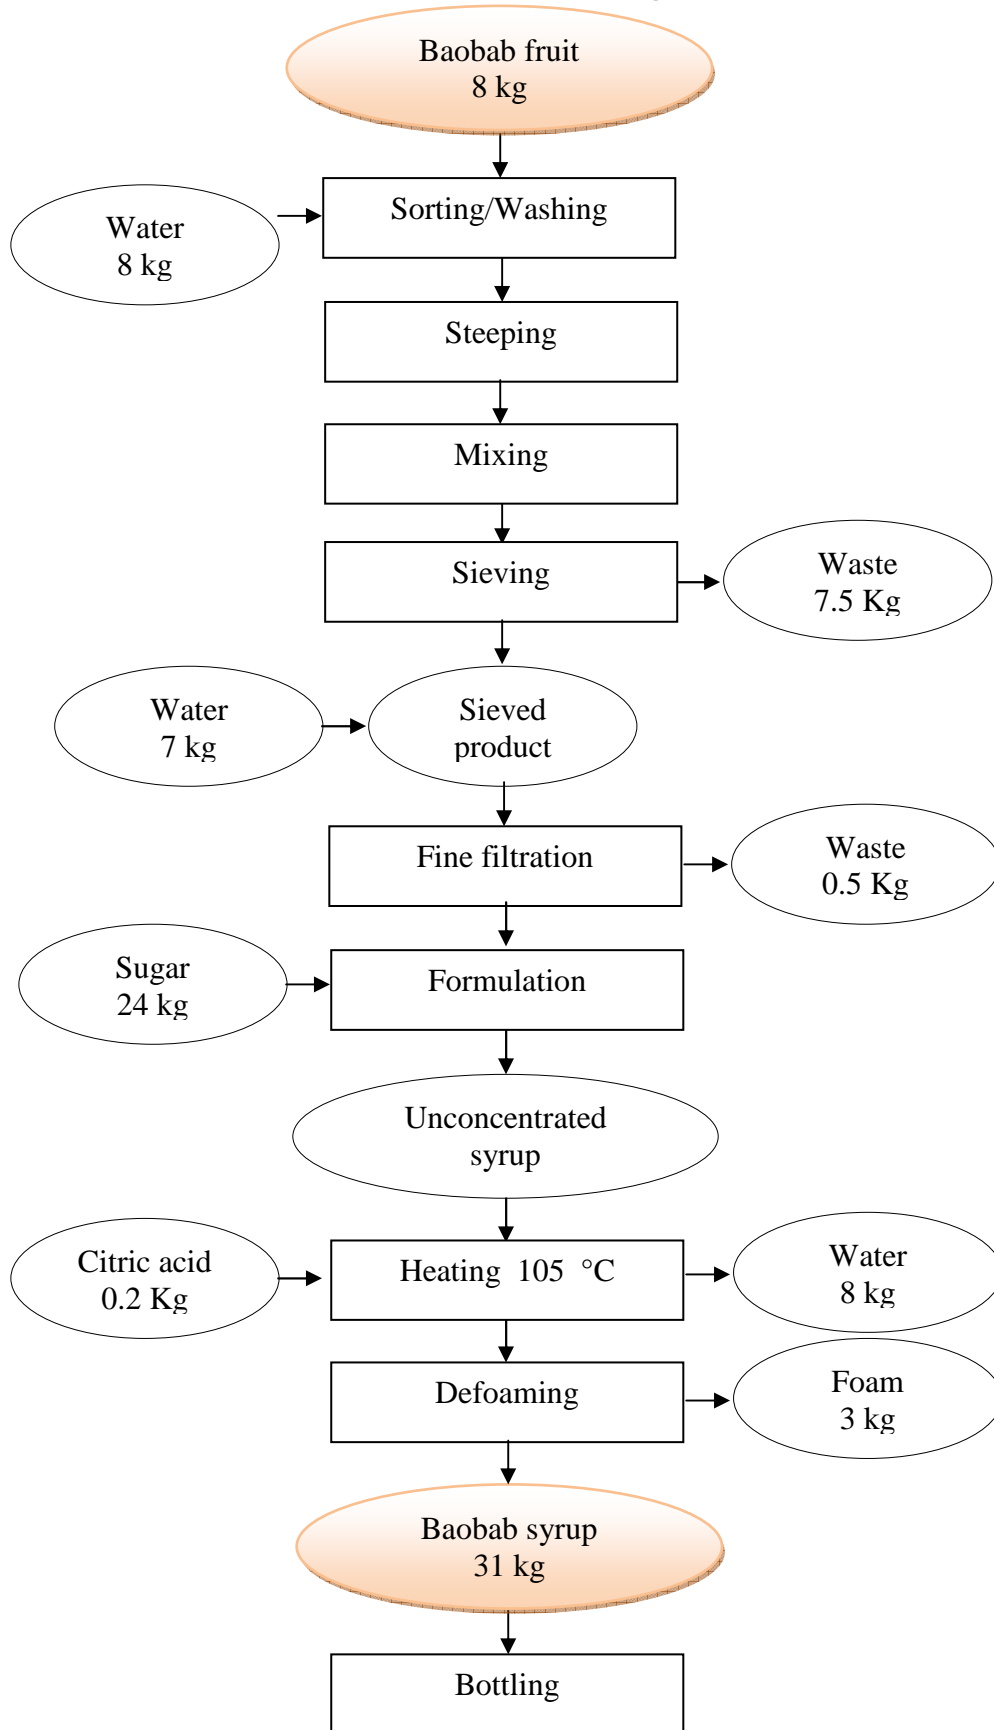 Baobab fruit
8 kg
Sorting/Washing
Water
8 kg
Steeping
Mixing
Sieving
Waste
7.5 Kg
Water
7 kg
Sieved
product
Fine filtration
Waste
0.5 Kg
Sugar
24 kg
Formulation
Unconcentrated
syrup
Citric acid
0.2 Kg
Heating 105 °C
Water
8 kg
Defoaming
Foam
3 kg
Baobab syrup
31 kg
Bottling